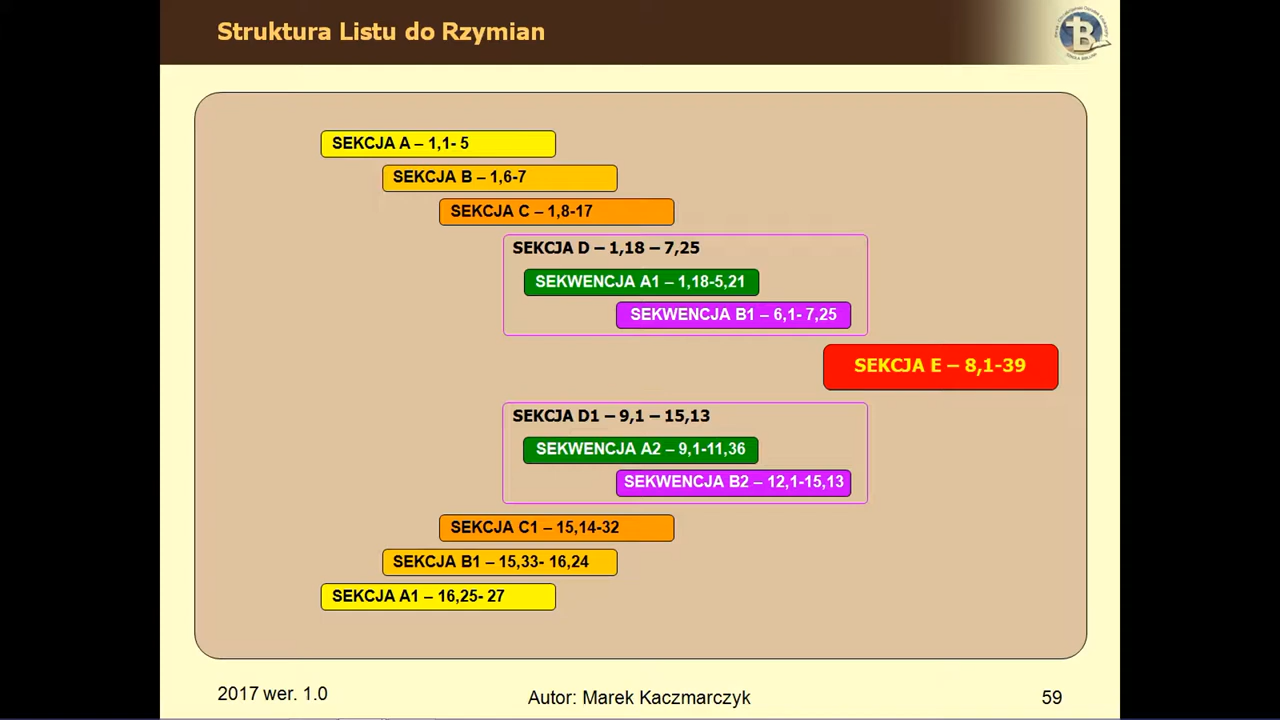 Struktura Listu do Rzymian
SEKCJA A – 1,1- 5
SEKCJA B – 1,6-7
SEKCJA C – 1,8-17
SEKCJA D – 1,18 – 7,25
SEKWENCJA A1 – 1,18-5,21
SEKWENCJA B1 – 6,1- 7,25
SEKCJA E – 8,1-39
SEKCJA D1 – 9,1 – 15,13
SEKWENCJA A2 – 9,1-11,36
SEKWENCJA B2 – 12,1-15,13
SEKCJA C1 – 15,14-32
SEKCJA B1 – 15,33- 16,24
SEKCJA A1 – 16,25- 27
2017 wer. 1.0
Autor: Marek Kaczmarczyk
59